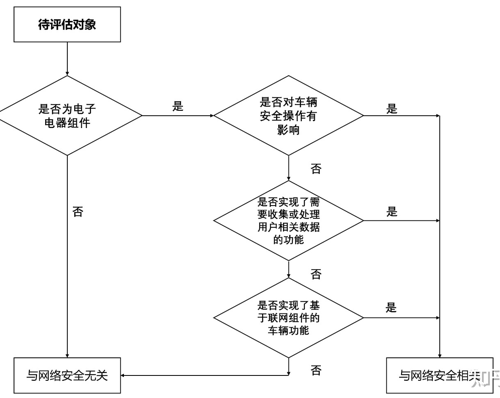 待评估对象
是否为电子
电器组件
是
是否对车辆
安全操作有
影响
是
否
否
是否实现了需
要收集或处理
用户相关数据
的功能
是
否
是否实现了基
于联网组件的
车辆功能
是
否
与网络安全无关
与网络安全相关
知乎